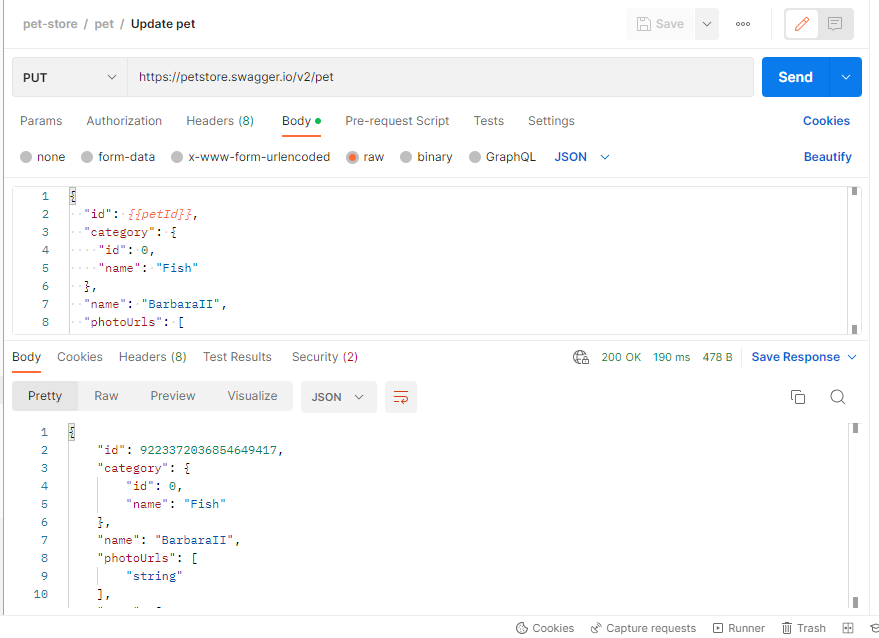 pet-store / pet / Update pet
Save
PUT
https://petstore.swagger.io/v2/pet
Send
Params Authorization Headers (8) Body Pre-request Script Tests Settings Cookies
none form-data x-www-form-urlencoded raw binary GraphQL JSON Beautify
1 {
2 "id": {{petId}},
3 "category": {
4 "id": 0,
5 "name": "Fish"
6 },
7 "name": "BarbaraII",
8 "photoUrls": [
Body Cookies Headers (8) Test Results Security (2) 200 OK 190 ms 478 B Save Response
Pretty Raw Preview Visualize JSON
1 {
2 "id": 9223372036854649417,
3 "category": {
4 "id": 0,
5 "name": "Fish"
6 },
7 "name": "BarbaraII",
8 "photoUrls": [
9 "string"
10 ],
Cookies Capture requests Runner Trash